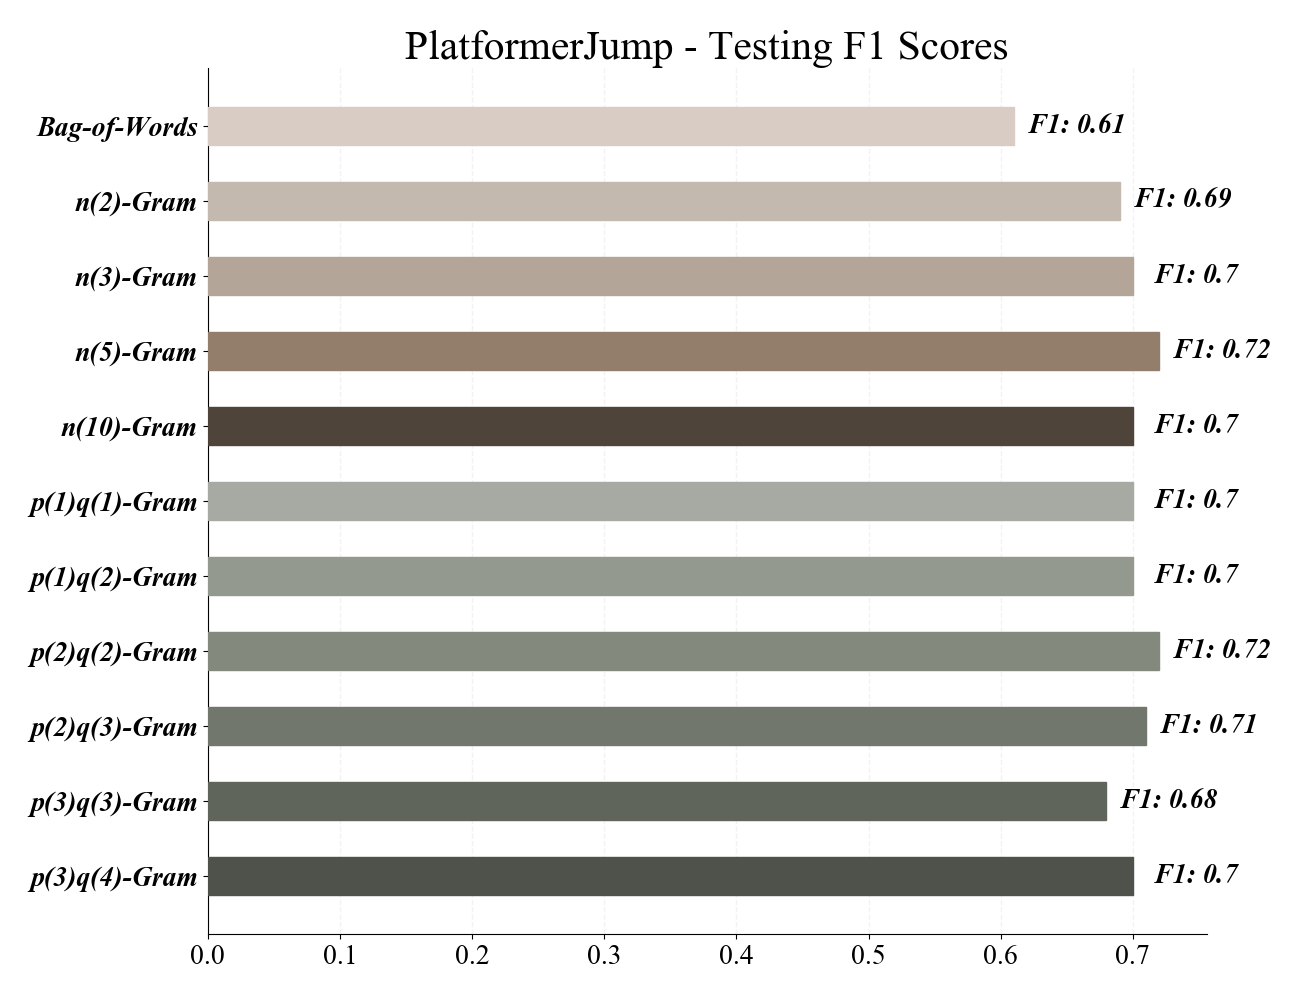 PlatformerJump - Testing F1 Scores
Bag-of-Words F1: 0.61
n(2)-Gram F1: 0.69
n(3)-Gram F1: 0.7
n(5)-Gram F1: 0.72
n(10)-Gram F1: 0.7
p(1)q(1)-Gram F1: 0.7
p(1)q(2)-Gram F1: 0.7
p(2)q(2)-Gram F1: 0.72
p(2)q(3)-Gram F1: 0.71
p(3)q(3)-Gram F1: 0.68
p(3)q(4)-Gram F1: 0.7
0.0 0.1 0.2 0.3 0.4 0.5 0.6 0.7